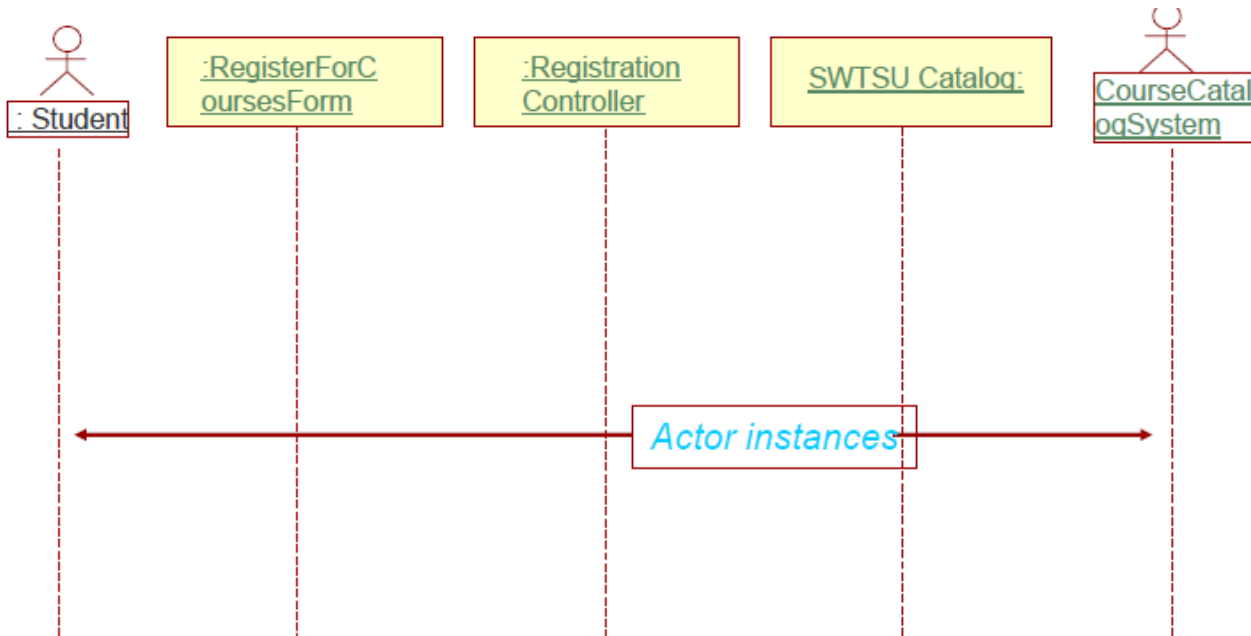 : Student
:RegisterForC
oursesForm
:Registration
Controller
SWTSU Catalog:
CourseCatal
ogSystem
Actor instances